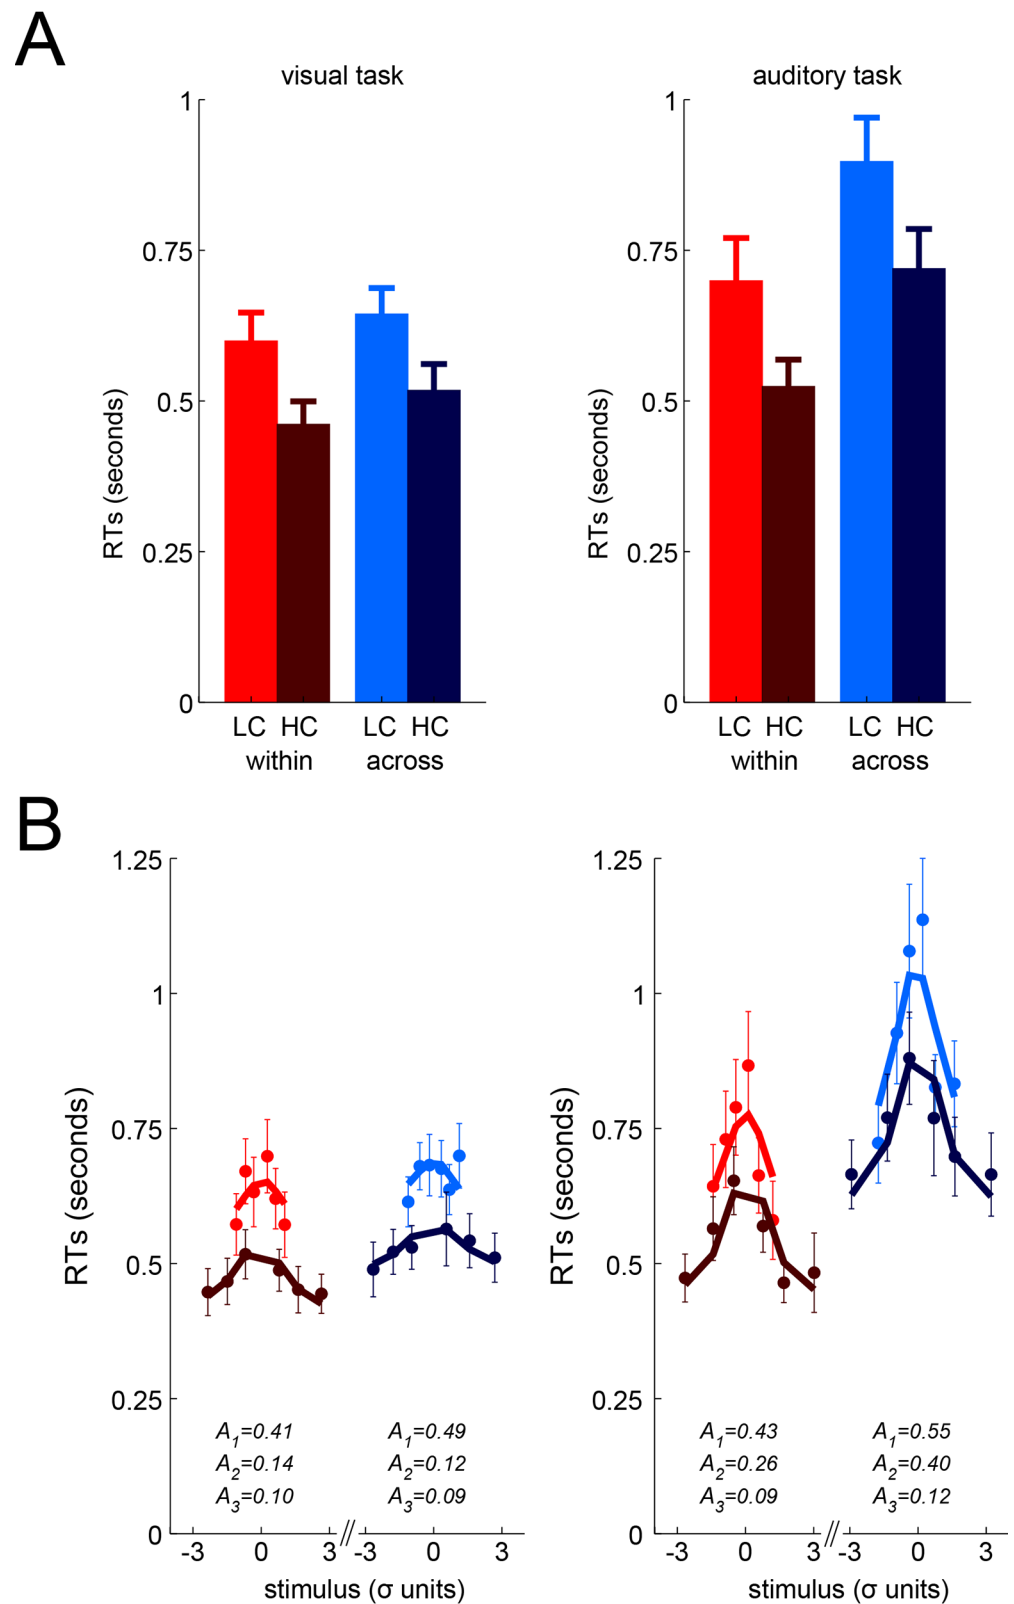 A
visual task
auditory task
1
0.75
0.5
0.25
0
RTs (seconds)
LC HC LC HC
within across
1
0.75
0.5
0.25
0
RTs (seconds)
LC HC LC HC
within across
B
1.25
1
0.75
0.5
0.25
0
RTs (seconds)
A1=0.41
A2=0.14
A3=0.10
A1=0.49
A2=0.12
A3=0.09
-3 0 3 // -3 0 3
stimulus (σ units)
1.25
1
0.75
0.5
0.25
0
RTs (seconds)
A1=0.43
A2=0.26
A3=0.09
A1=0.55
A2=0.40
A3=0.12
-3 0 3 // -3 0 3
stimulus (σ units)